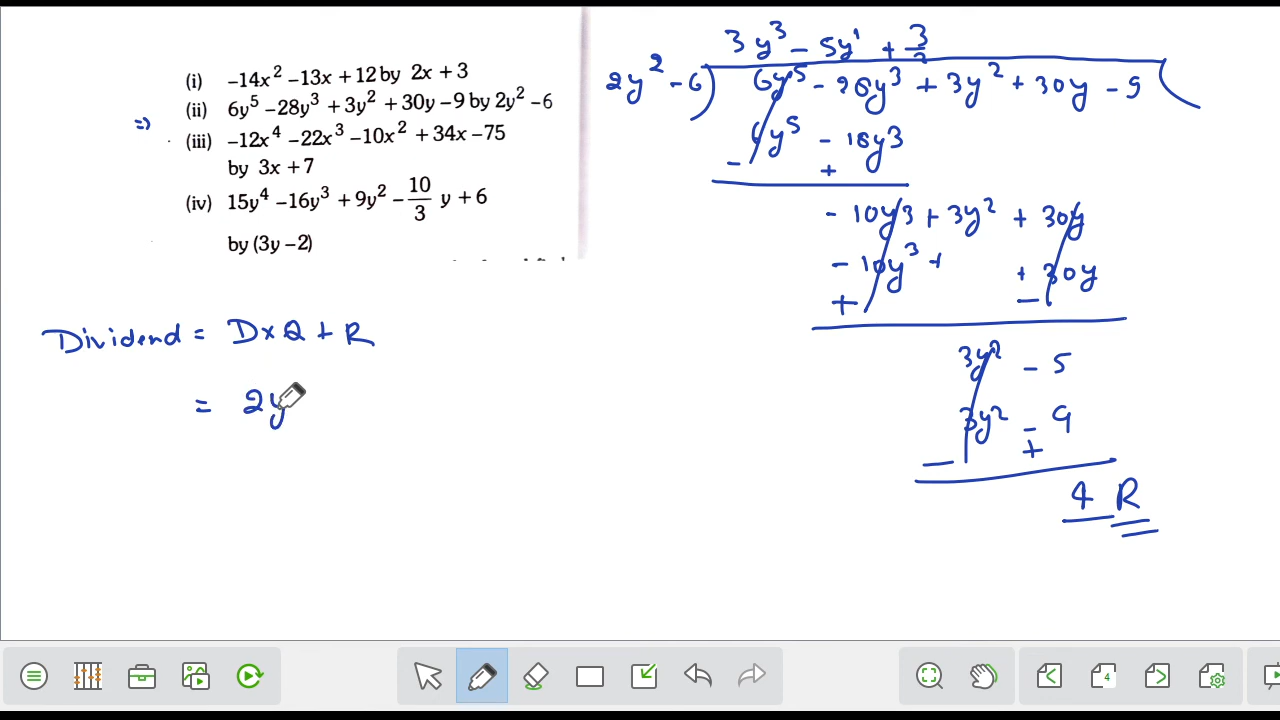 (i) -14x² -13x + 12 by 2x + 3
(ii) 6y⁵ -28y³ + 3y² + 30y - 9 by 2y² - 6
⇒
(iii) -12x⁴ -22x³ -10x² + 34x - 75
by 3x + 7
(iv) 15y⁴ -16y³ + 9y² - 10/3 y + 6
by (3y - 2)
Dividend = D × Q + R
= 2y
3y³ - 5y¹ + 3/2
2y² - 6) 6y⁵ - 28y³ + 3y² + 30y - 9 (
6y⁵ - 18y3
- +
- 10y3 + 3y² + 30y
- 10y³ + + 30y
+ -
3y² - 5
3y² - 9
- +
4 R
4